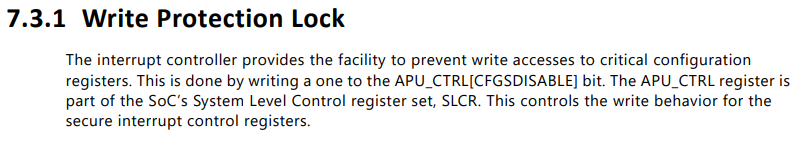 7.3.1 Write Protection Lock
The interrupt controller provides the facility to prevent write accesses to critical configuration
registers. This is done by writing a one to the APU_CTRL[CFGSDISABLE] bit. The APU_CTRL register is
part of the SoC's System Level Control register set, SLCR. This controls the write behavior for the
secure interrupt control registers.